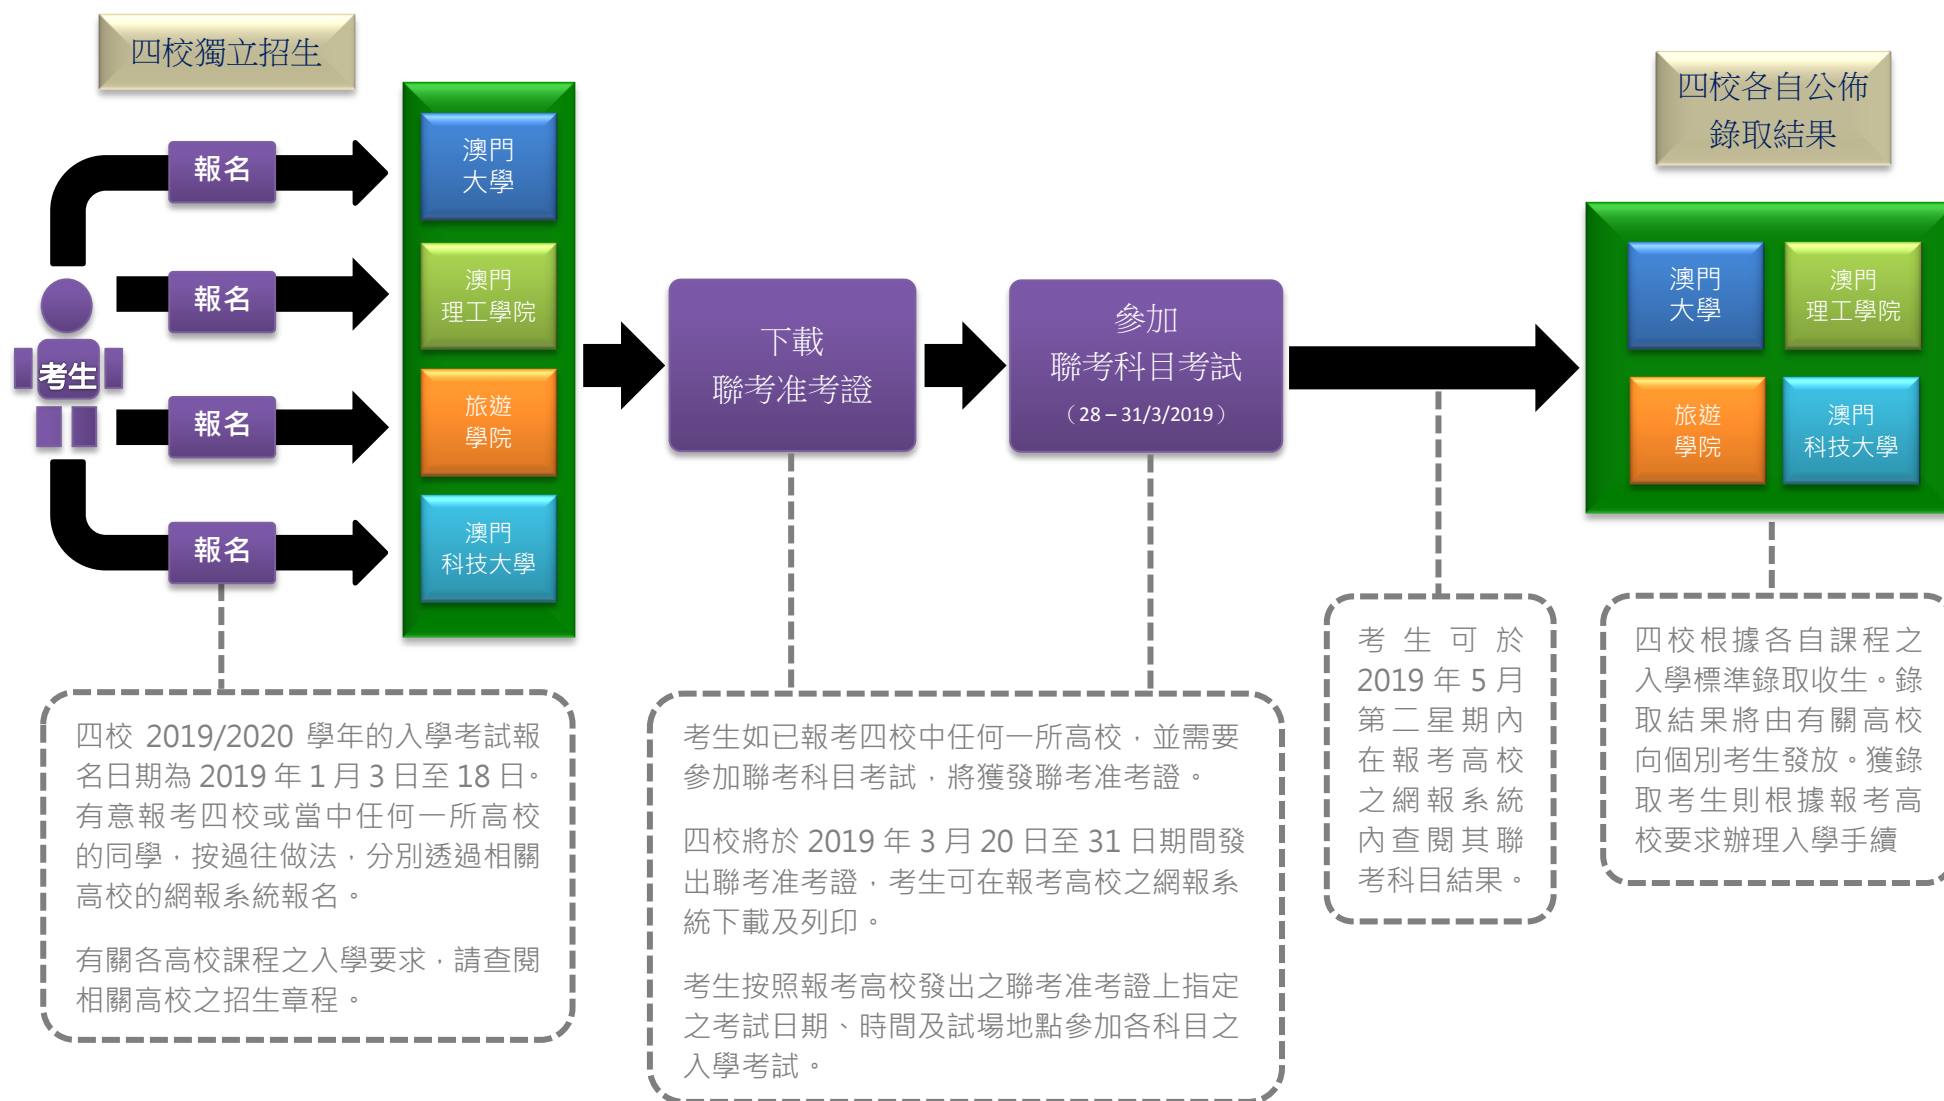 四校獨立招生
報名
報名
考生
報名
報名
澳門
大學
澳門
理工學院
旅遊
學院
澳門
科技大學
下載
聯考准考證
參加
聯考科目考試
（28 – 31/3/2019）
四校各自公佈
錄取結果
澳門
大學
澳門
理工學院
旅遊
學院
澳門
科技大學
四校 2019/2020 學年的入學考試報
名日期為 2019 年 1 月 3 日至 18 日。
有意報考四校或當中任何一所高校
的同學，按過往做法，分別透過相關
高校的網報系統報名。
有關各高校課程之入學要求，請查閱
相關高校之招生章程。
考生如已報考四校中任何一所高校，並需要
參加聯考科目考試，將獲發聯考准考證。
四校將於 2019 年 3 月 20 日至 31 日期間發
出聯考准考證，考生可在報考高校之網報系
統下載及列印。
考生按照報考高校發出之聯考准考證上指定
之考試日期、時間及試場地點參加各科目之
入學考試。
考生可於
2019 年 5 月
第二星期內
在報考高校
之網報系統
內查閱其聯
考科目結果。
四校根據各自課程之
入學標準錄取收生。錄
取結果將由有關高校
向個別考生發放。獲錄
取考生則根據報考高
校要求辦理入學手續